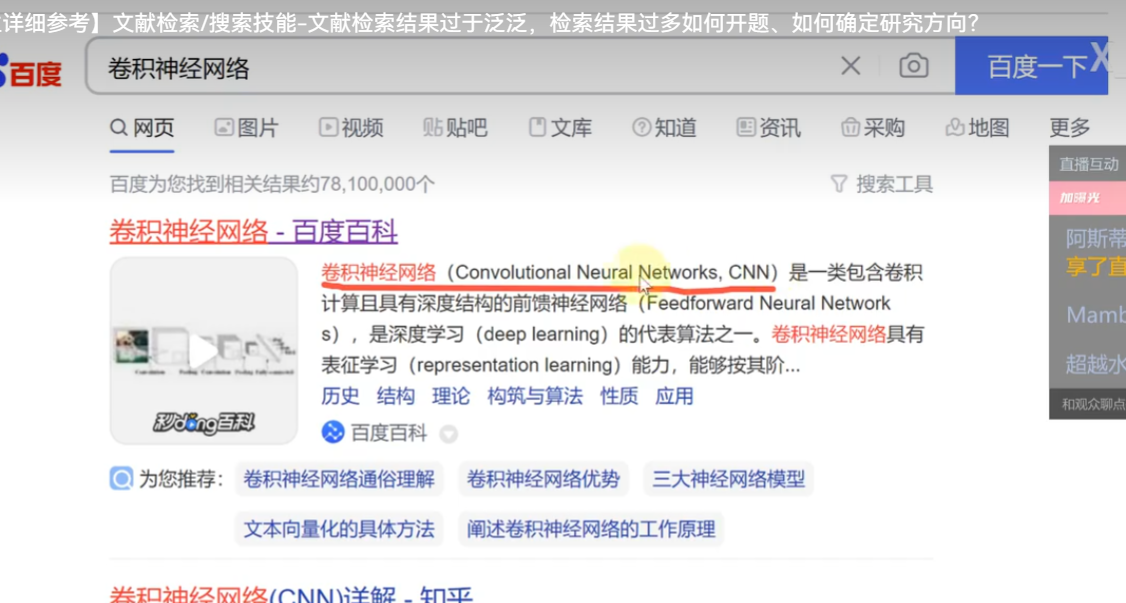 详细参考】文献检索/搜索技能-文献检索结果过于泛泛，检索结果过多如何开题、如何确定研究方向？
百度 卷积神经网络 百度一下 X
网页 图片 视频 贴吧 文库 知道 资讯 采购 地图 更多
百度为您找到相关结果约78,100,000个 搜索工具
卷积神经网络 - 百度百科
卷积神经网络（Convolutional Neural Networks, CNN）是一类包含卷积
计算且具有深度结构的前馈神经网络（Feedforward Neural Network
s），是深度学习（deep learning）的代表算法之一。卷积神经网络具有
表征学习（representation learning）能力，能够按其阶...
历史 结构 理论 构筑与算法 性质 应用
秒dong百科
百度百科
为您推荐： 卷积神经网络通俗理解 卷积神经网络优势 三大神经网络模型
文本向量化的具体方法 阐述卷积神经网络的工作原理
卷积神经网络(CNN)详解 - 知乎
直播互动
加曝光
阿斯蒂
享了直
Mamb
超越水
和观众聊点